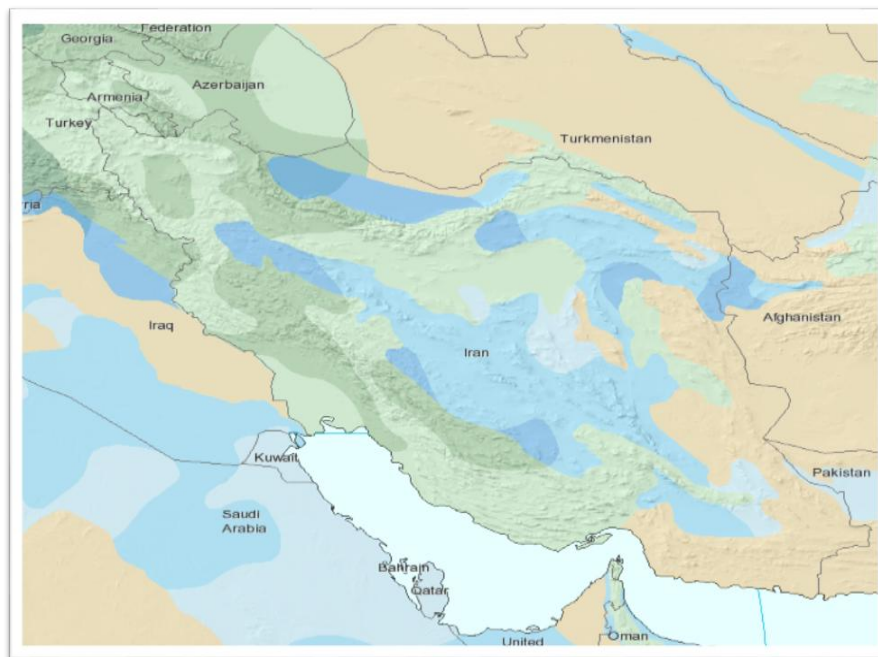 Federation
Georgia
Azerbaijan
Armenia
Turkey
Turkmenistan
ria
Iraq
Iran
Afghanistan
Kuwait
Pakistan
Saudi
Arabia
Bahrain
Qatar
United
Oman